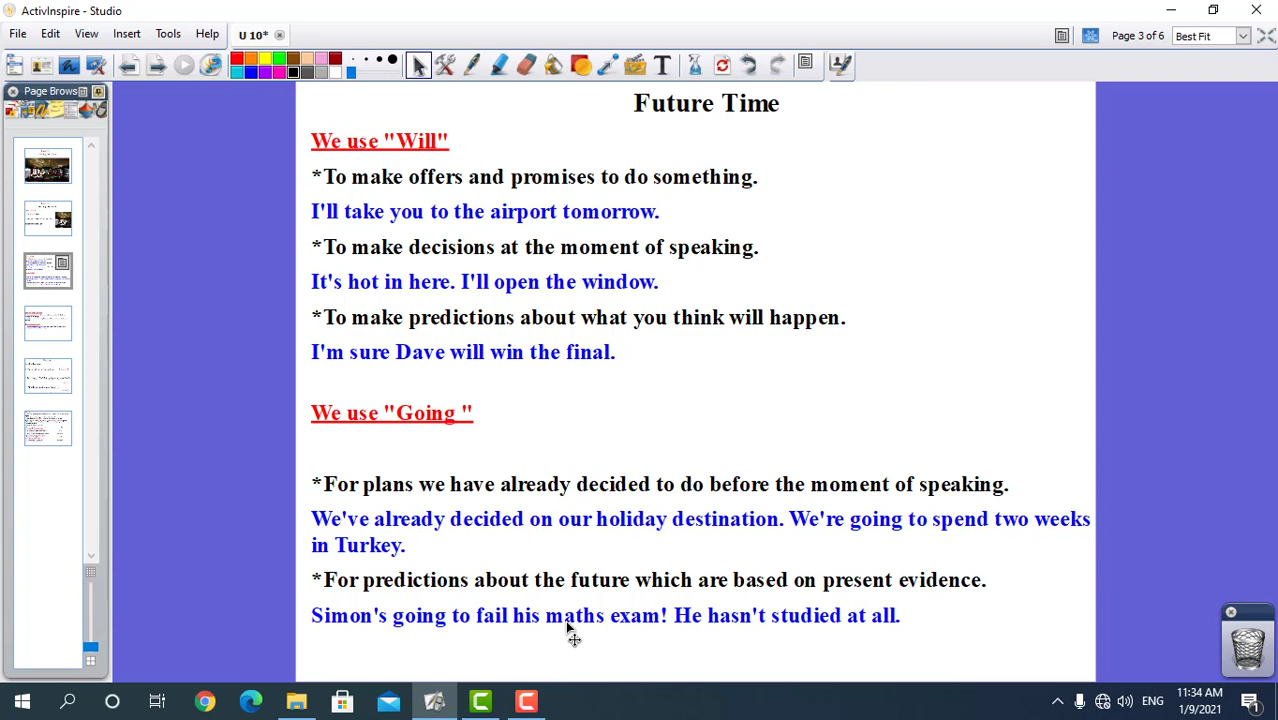 ActivInspire - Studio
File Edit View Insert Tools Help
U 10*
Page 3 of 6
Best Fit
Page Brows
Future Time
We use "Will"
*To make offers and promises to do something.
I'll take you to the airport tomorrow.
*To make decisions at the moment of speaking.
It's hot in here. I'll open the window.
*To make predictions about what you think will happen.
I'm sure Dave will win the final.
We use "Going "
*For plans we have already decided to do before the moment of speaking.
We've already decided on our holiday destination. We're going to spend two weeks
in Turkey.
*For predictions about the future which are based on present evidence.
Simon's going to fail his maths exam! He hasn't studied at all.
ENG
11:34 AM
1/9/2021